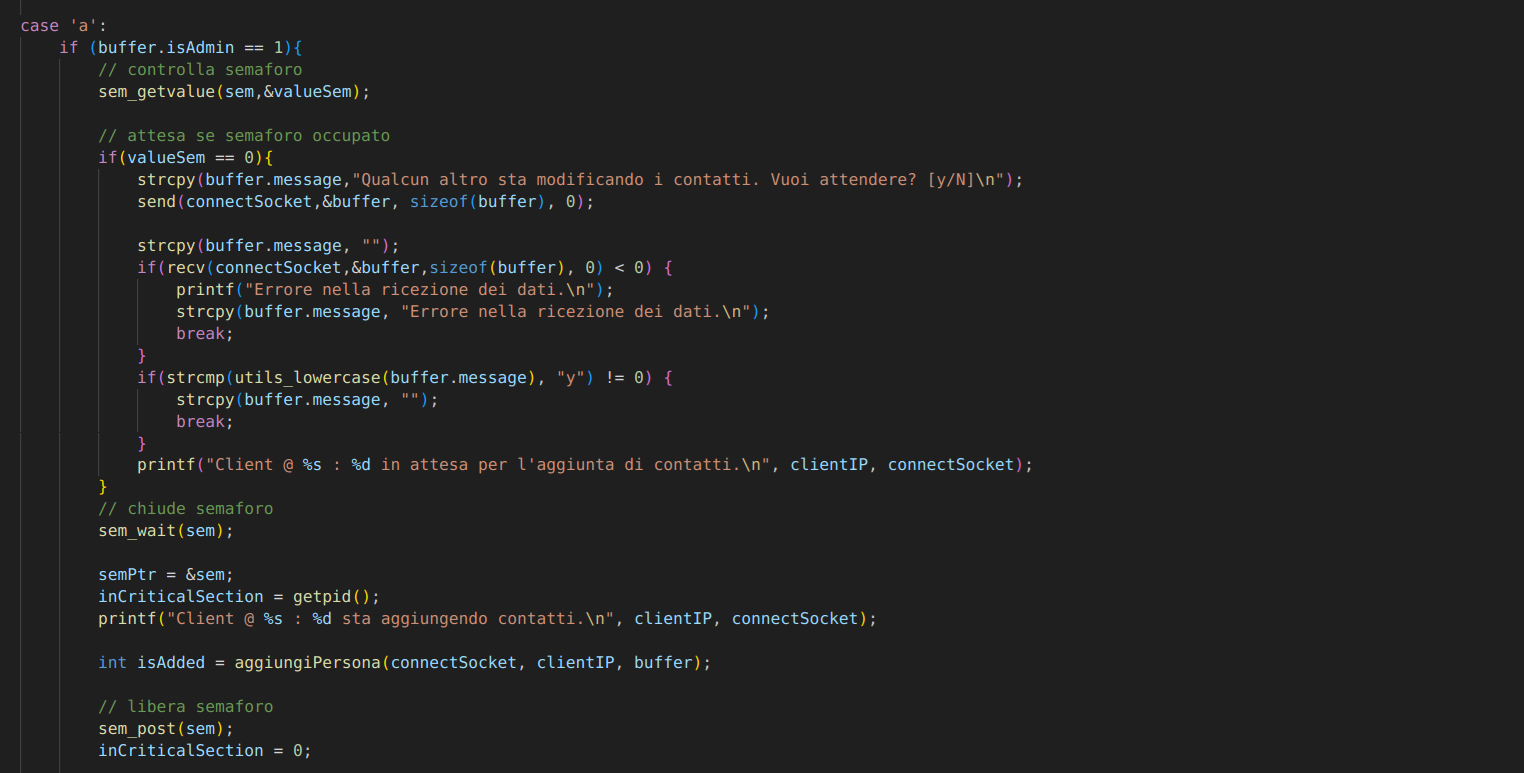 case 'a':
if (buffer.isAdmin == 1){
// controlla semaforo
sem_getvalue(sem,&valueSem);
// attesa se semaforo occupato
if(valueSem == 0){
strcpy(buffer.message,"Qualcun altro sta modificando i contatti. Vuoi attendere? [y/N]\n");
send(connectSocket,&buffer, sizeof(buffer), 0);
strcpy(buffer.message, "");
if(recv(connectSocket,&buffer,sizeof(buffer), 0) < 0) {
printf("Errore nella ricezione dei dati.\n");
strcpy(buffer.message, "Errore nella ricezione dei dati.\n");
break;
}
if(strcmp(utils_lowercase(buffer.message), "y") != 0) {
strcpy(buffer.message, "");
break;
}
printf("Client @ %s : %d in attesa per l'aggiunta di contatti.\n", clientIP, connectSocket);
}
// chiude semaforo
sem_wait(sem);
semPtr = &sem;
inCriticalSection = getpid();
printf("Client @ %s : %d sta aggiungendo contatti.\n", clientIP, connectSocket);
int isAdded = aggiungiPersona(connectSocket, clientIP, buffer);
// libera semaforo
sem_post(sem);
inCriticalSection = 0;